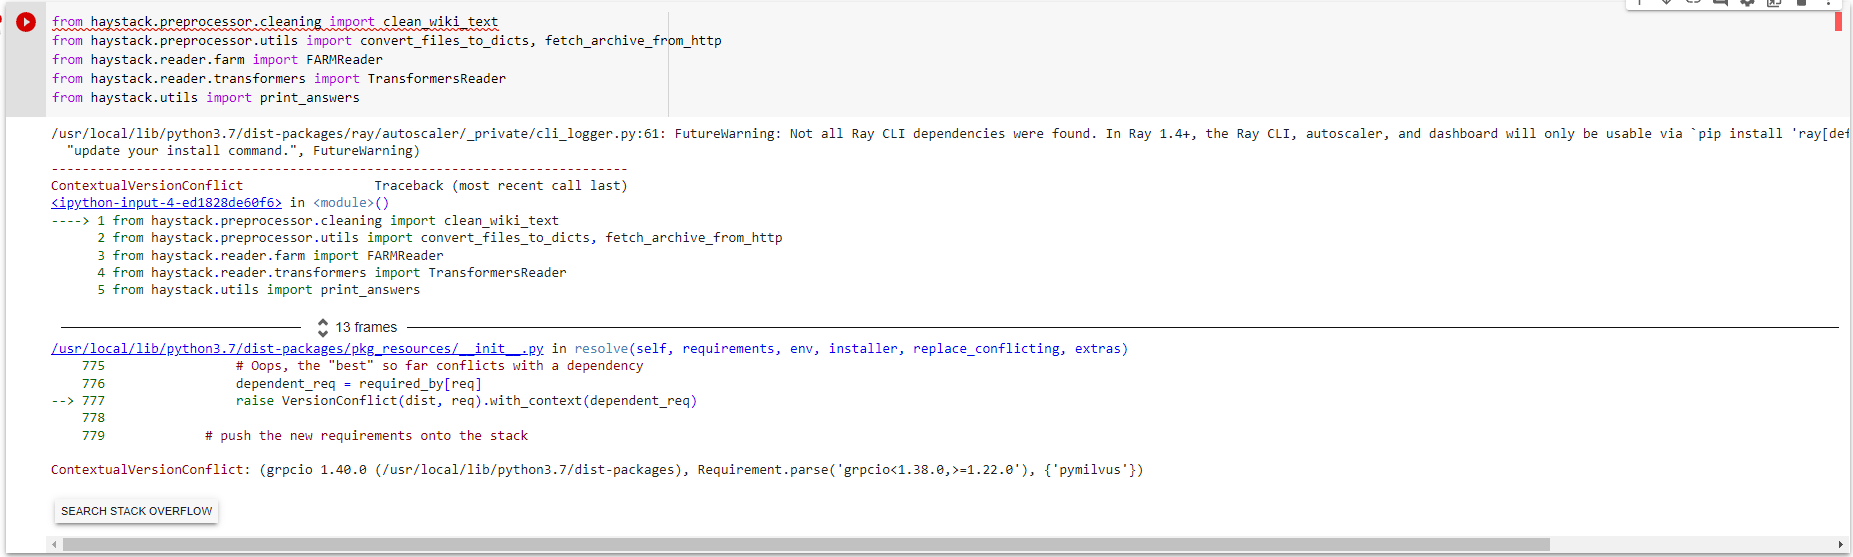 from haystack.preprocessor.cleaning import clean_wiki_text
from haystack.preprocessor.utils import convert_files_to_dicts, fetch_archive_from_http
from haystack.reader.farm import FARMReader
from haystack.reader.transformers import TransformersReader
from haystack.utils import print_answers
/usr/local/lib/python3.7/dist-packages/ray/autoscaler/_private/cli_logger.py:61: FutureWarning: Not all Ray CLI dependencies were found. In Ray 1.4+, the Ray CLI, autoscaler, and dashboard will only be usable via `pip install 'ray[def
"update your install command.", FutureWarning)
---------------------------------------------------------------------------
ContextualVersionConflict                 Traceback (most recent call last)
<ipython-input-4-ed1828de60f6> in <module>()
----> 1 from haystack.preprocessor.cleaning import clean_wiki_text
2 from haystack.preprocessor.utils import convert_files_to_dicts, fetch_archive_from_http
3 from haystack.reader.farm import FARMReader
4 from haystack.reader.transformers import TransformersReader
5 from haystack.utils import print_answers
13 frames
/usr/local/lib/python3.7/dist-packages/pkg_resources/__init__.py in resolve(self, requirements, env, installer, replace_conflicting, extras)
775                 # Oops, the "best" so far conflicts with a dependency
776                 dependent_req = required_by[req]
--> 777                 raise VersionConflict(dist, req).with_context(dependent_req)
778
779             # push the new requirements onto the stack
ContextualVersionConflict: (grpcio 1.40.0 (/usr/local/lib/python3.7/dist-packages), Requirement.parse('grpcio<1.38.0,>=1.22.0'), {'pymilvus'})
SEARCH STACK OVERFLOW